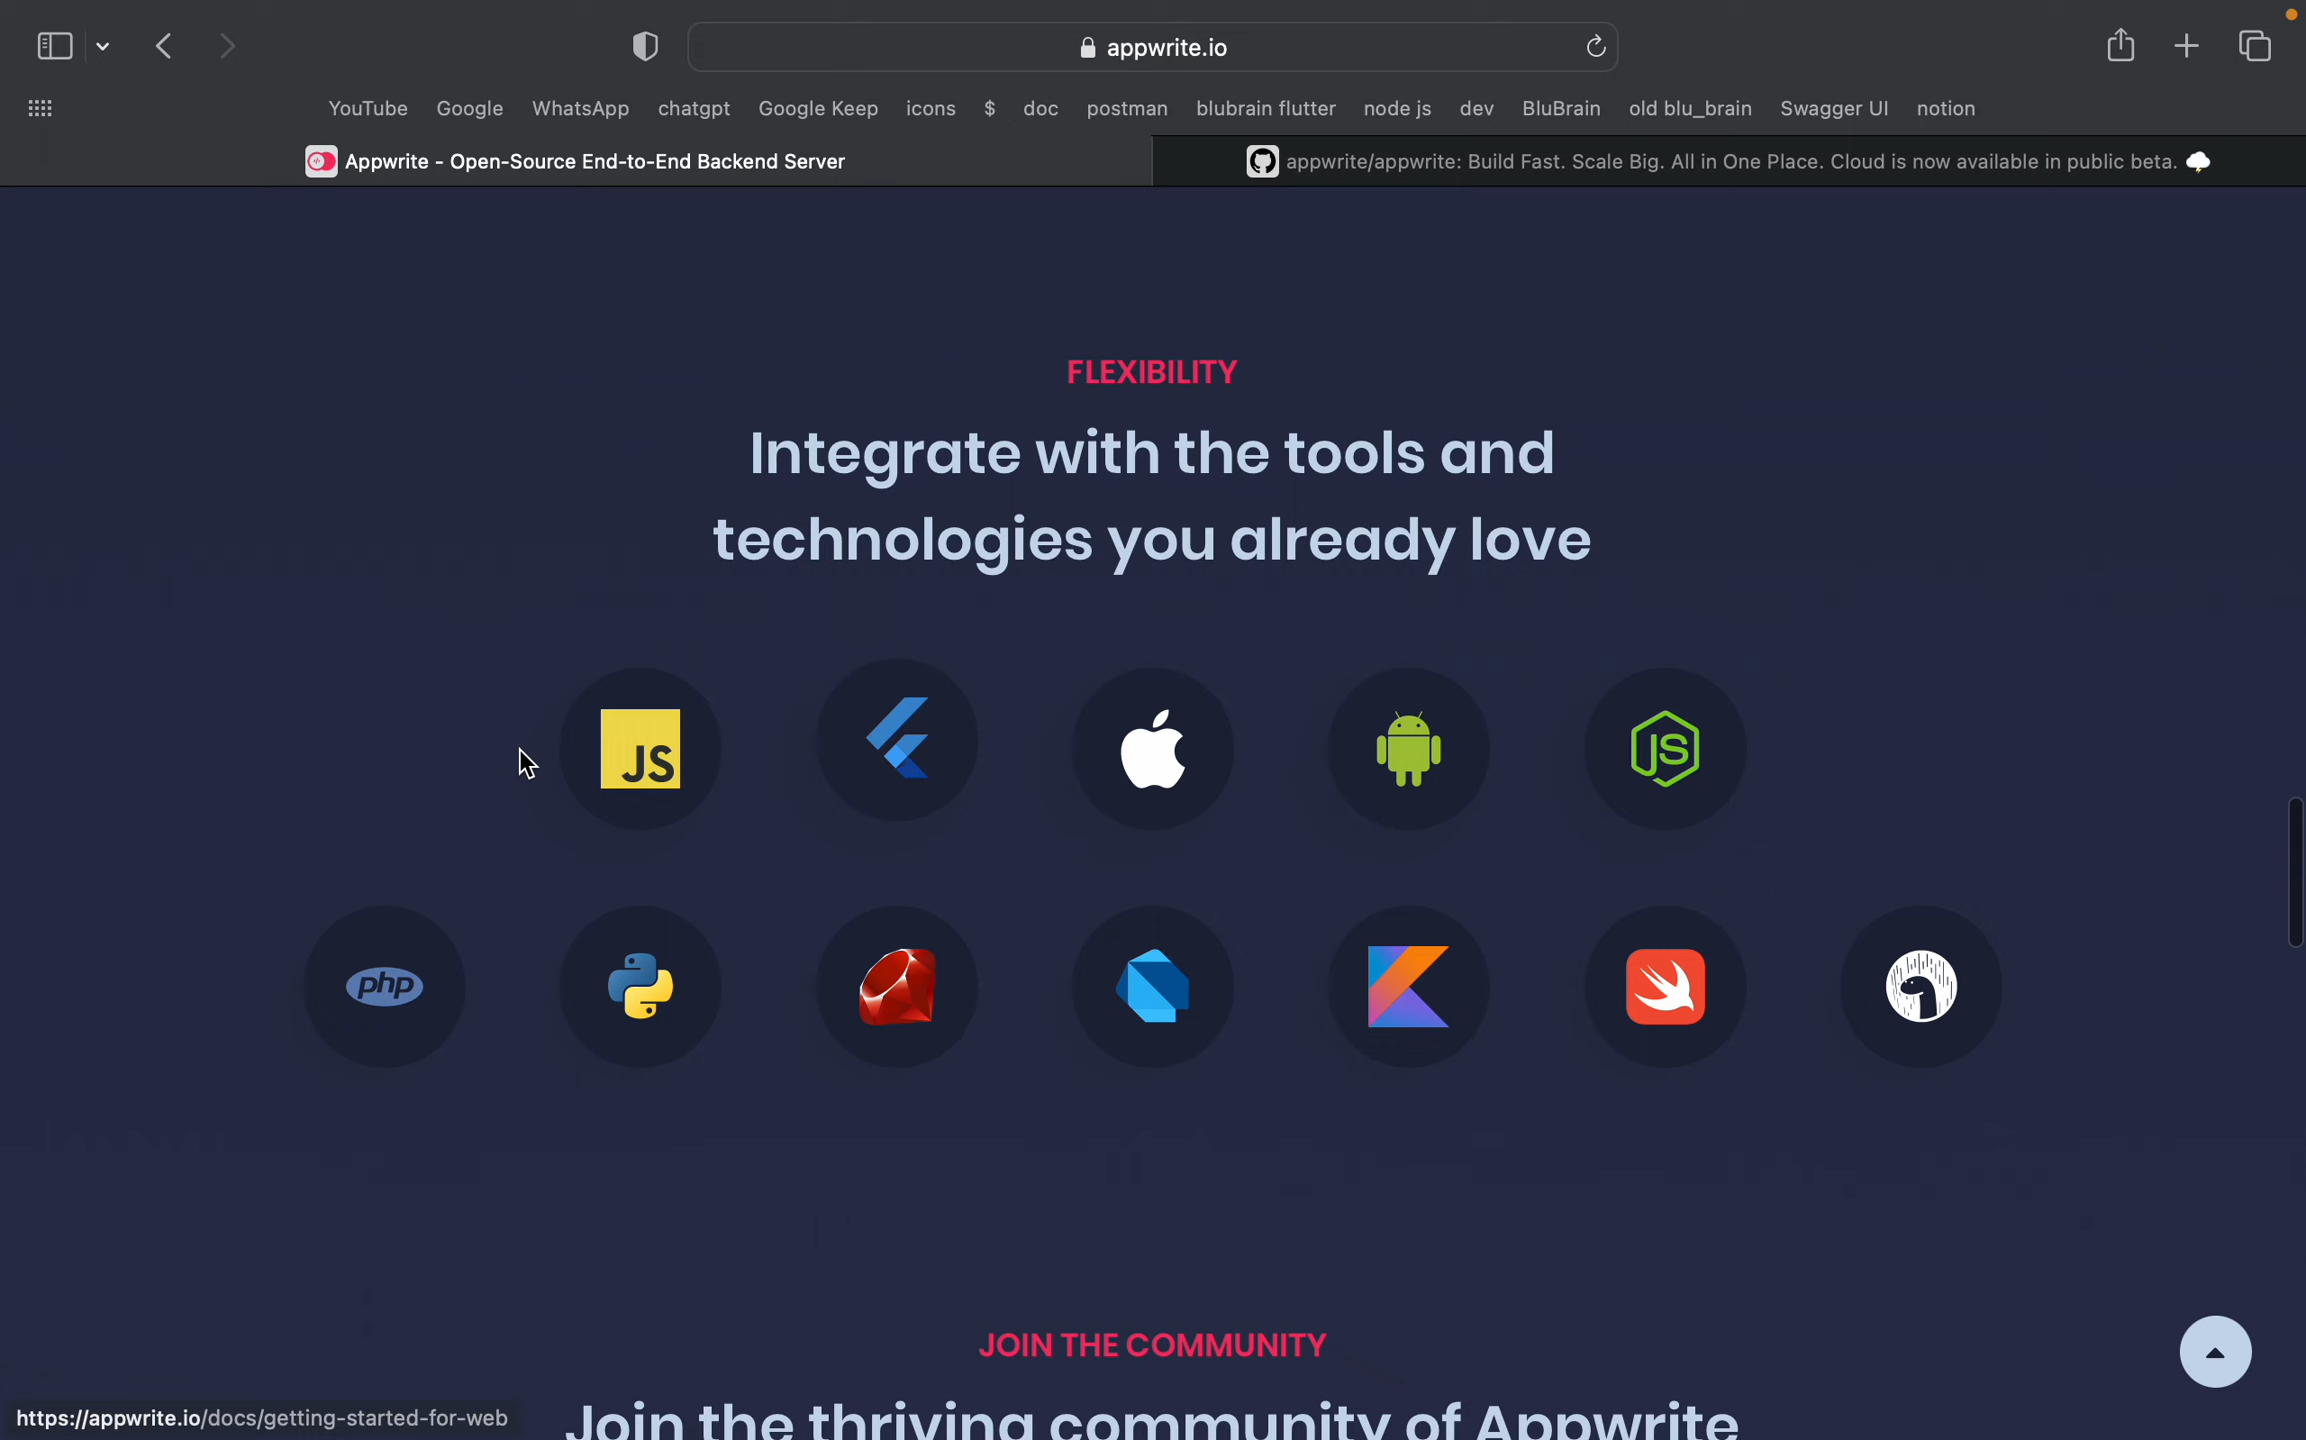 appwrite.io
YouTube Google WhatsApp chatgpt Google Keep icons $ doc postman blubrain flutter node js dev BluBrain old blu_brain Swagger UI notion
Appwrite - Open-Source End-to-End Backend Server
appwrite/appwrite: Build Fast. Scale Big. All in One Place. Cloud is now available in public beta. 🌩
FLEXIBILITY
Integrate with the tools and
technologies you already love
JS
JS
php
JOIN THE COMMUNITY
Join the thriving community of Appwrite
https://appwrite.io/docs/getting-started-for-web